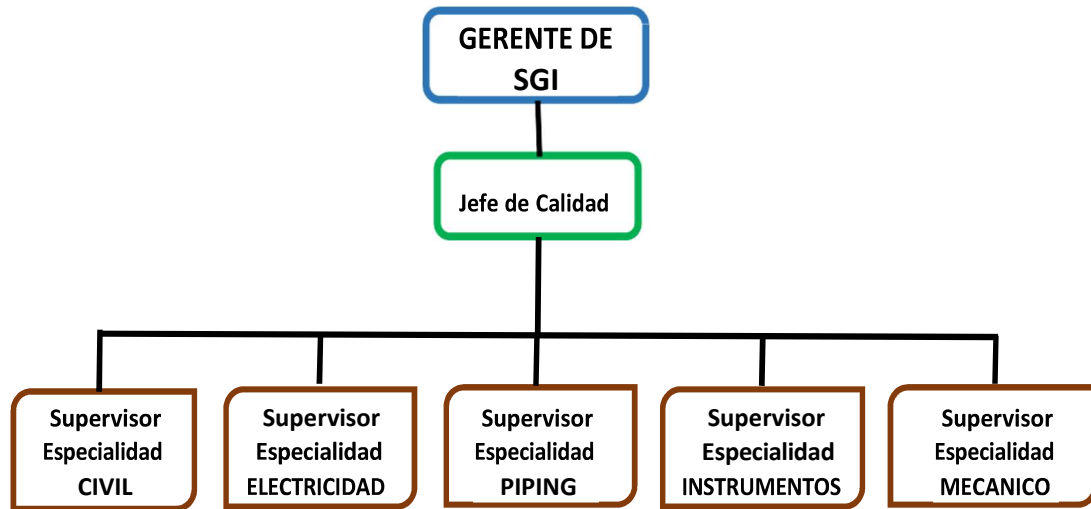 GERENTE DE
SGI
Jefe de Calidad
Supervisor
Especialidad
CIVIL
Supervisor
Especialidad
ELECTRICIDAD
Supervisor
Especialidad
PIPING
Supervisor
Especialidad
INSTRUMENTOS
Supervisor
Especialidad
MECANICO